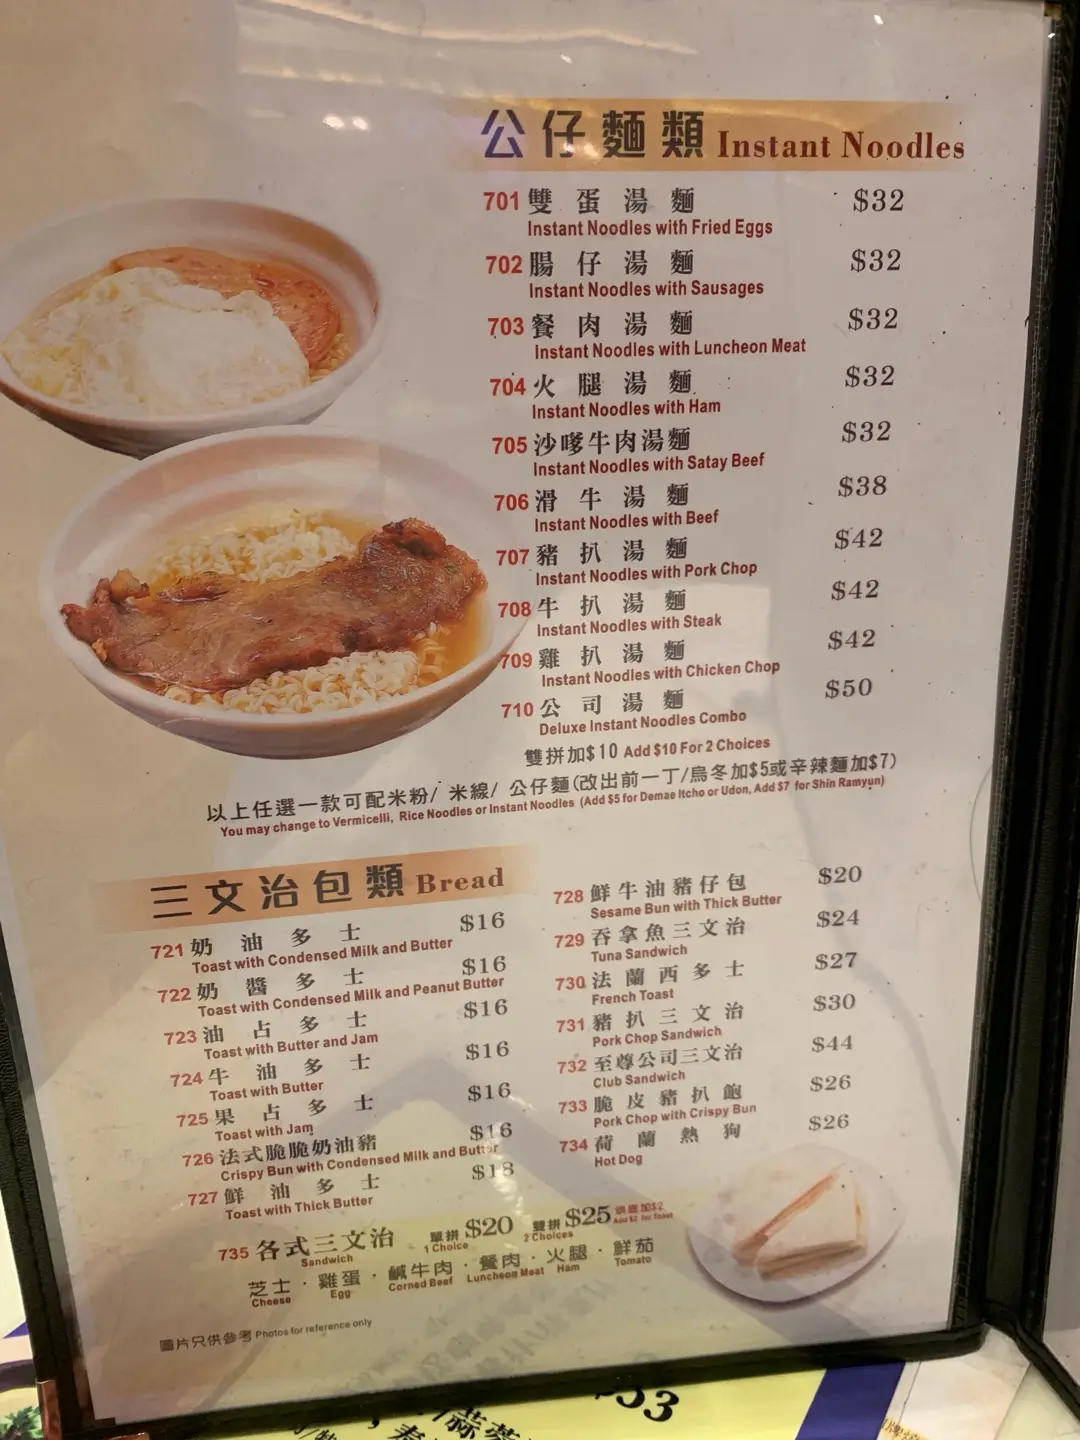 公仔麵類 Instant Noodles
701 雙蛋湯麵 $32
Instant Noodles with Fried Eggs
702 腸仔湯麵 $32
Instant Noodles with Sausages
703 餐肉湯麵 $32
Instant Noodles with Luncheon Meat
704 火腿湯麵 $32
Instant Noodles with Ham
705 沙嗲牛肉湯麵 $32
Instant Noodles with Satay Beef
706 滑牛湯麵 $38
Instant Noodles with Beef
707 豬扒湯麵 $42
Instant Noodles with Pork Chop
708 牛扒湯麵 $42
Instant Noodles with Steak
709 雞扒湯麵 $42
Instant Noodles with Chicken Chop
710 公司湯麵 $50
Deluxe Instant Noodles Combo
雙拼加$10 Add $10 For 2 Choices
以上任選一款可配米粉/ 米線/ 公仔麵(改出前一丁/烏冬加$5或辛辣麵加$7)
You may change to Vermicelli, Rice Noodles or Instant Noodles (Add $5 for Demae Itcho or Udon, Add $7 for Shin Ramyun)
三文治包類 Bread
721 奶油多士 $16
Toast with Condensed Milk and Butter
722 奶醬多士 $16
Toast with Condensed Milk and Peanut Butter
723 油占多士 $16
Toast with Butter and Jam
724 牛油多士 $16
Toast with Butter
725 果占多士 $16
Toast with Jam
726 法式脆脆奶油豬 $16
Crispy Bun with Condensed Milk and Butter
727 鮮油多士 $18
Toast with Thick Butter
728 鮮牛油豬仔包 $20
Sesame Bun with Thick Butter
729 吞拿魚三文治 $24
Tuna Sandwich
730 法蘭西多士 $27
French Toast
731 豬扒三文治 $30
Pork Chop Sandwich
732 至尊公司三文治 $44
Club Sandwich
733 脆皮豬扒飽 $26
Pork Chop with Crispy Bun
734 荷蘭熱狗 $26
Hot Dog
735 各式三文治 單拼 $20 雙拼 $25 烘底加$2
Sandwich 1 Choice 2 Choices Add $2 for Toast
芝士・雞蛋・鹹牛肉・餐肉・火腿・鮮茄
Cheese Egg Corned Beef Luncheon Meat Ham Tomato
圖片只供參考 Photos for reference only